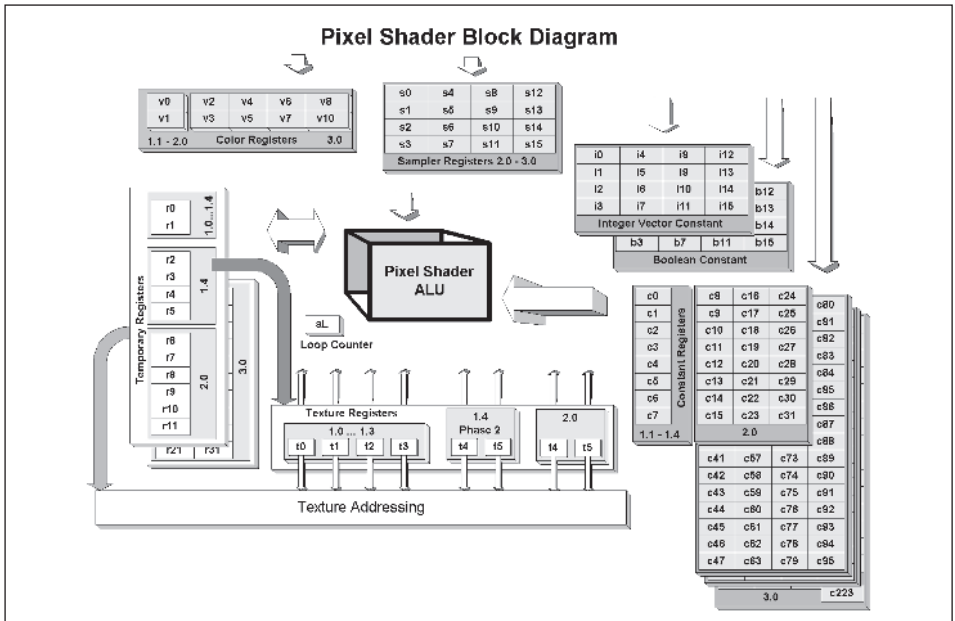 Pixel Shader Block Diagram
v0 v2 v4 v6 v8
v1 v3 v5 v7 v10
1.1 - 2.0 Color Registers 3.0
s0 s4 s8 s12
s1 s5 s9 s13
s2 s6 s10 s14
s3 s7 s11 s15
Sampler Registers 2.0 - 3.0
i0 i4 i8 i12
i1 i5 i9 i13
i2 i6 i10 i14
i3 i7 i11 i15
Integer Vector Constant
b12
b13
b14
b3 b7 b11 b15
Boolean Constant
Temporary Registers
r0
r1
1.0...1.4
r2
r3
r4
r5
1.4
r6
r7
r8
r9
r10
r11
2.0
3.0
r21 r31
Pixel Shader
ALU
aL
Loop Counter
Texture Registers
1.0 ... 1.3
t0 t1 t2 t3
1.4
Phase 2
t4 t5
2.0
t4 t5
Texture Addressing
c0
c1
c2
c3
c4
c5
c6
c7
Constant Registers
1.1 - 1.4
c8 c16 c24
c9 c17 c25
c10 c18 c26
c11 c19 c27
c12 c20 c28
c13 c21 c29
c14 c22 c30
c15 c23 c31
2.0
c80
c81
c82
c83
c84
c85
c86
c87
c88
c41 c57 c73 c89
c42 c58 c74 c90
c43 c59 c75 c91
c44 c60 c76 c92
c45 c61 c77 c93
c46 c62 c78 c94
c47 c63 c79 c95
3.0 c223